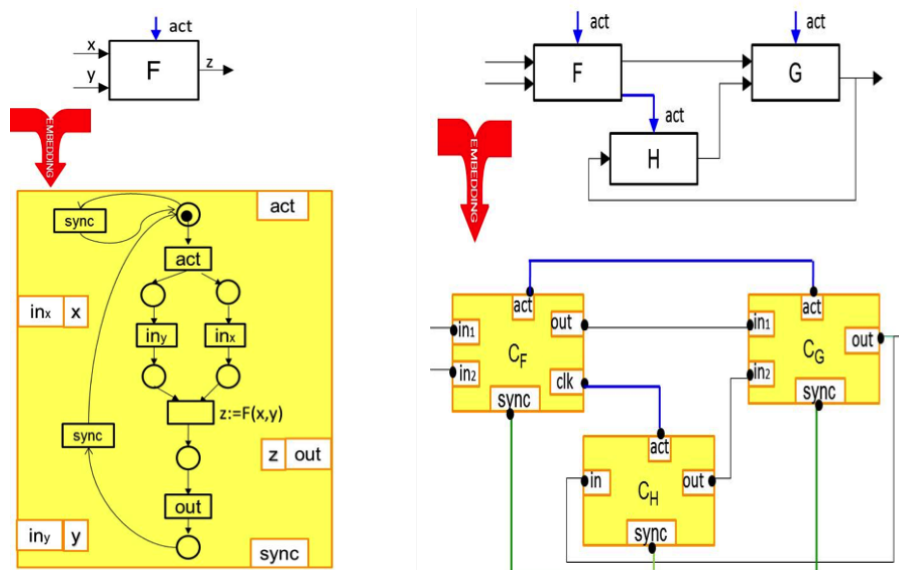 act
x
F
z
y
EMBEDDING
act
sync
act
inx x
iny
inx
z:=F(x,y)
sync
z out
out
iny y
sync
act
act
F
G
act
H
EMBEDDING
act
act
in1
out
in1
CF
CG
out
in2
clk
in2
sync
sync
act
in
out
CH
sync